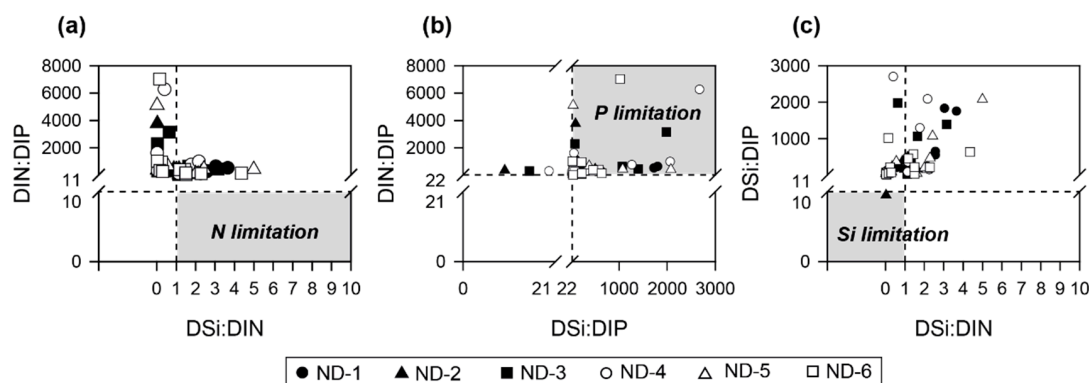 (a)
DIN:DIP
8000
6000
4000
2000
11
10
0
N limitation
0 1 2 3 4 5 6 7 8 9 10
DSi:DIN
(b)
DIN:DIP
8000
6000
4000
2000
22
21
0
P limitation
0 21 22 1000 2000 3000
DSi:DIP
(c)
DSi:DIP
3000
2000
1000
11
10
0
Si limitation
0 1 2 3 4 5 6 7 8 9 10
DSi:DIN
ND-1 ND-2 ND-3 ND-4 ND-5 ND-6